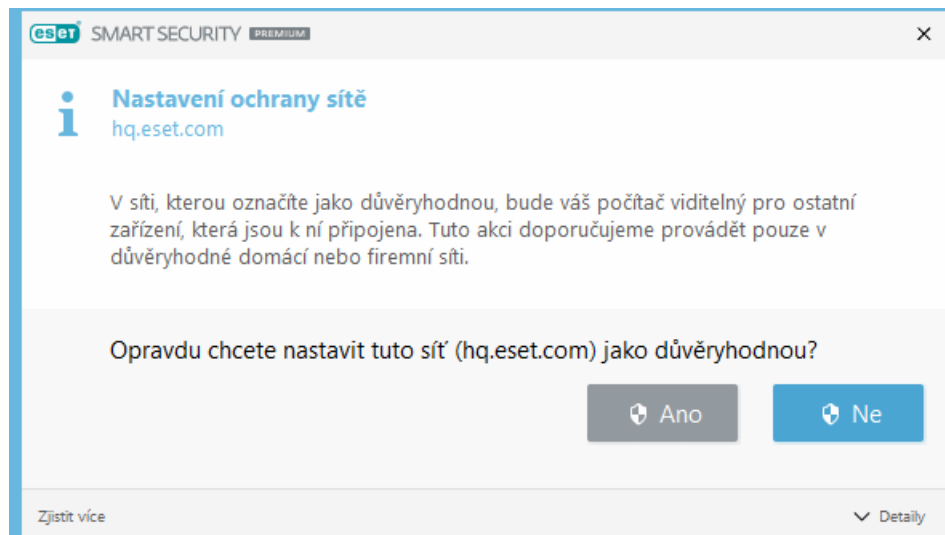 eset SMART SECURITY PREMIUM
Nastavení ochrany sítě
hq.eset.com
V síti, kterou označíte jako důvěryhodnou, bude váš počítač viditelný pro ostatní
zařízení, která jsou k ní připojena. Tuto akci doporučujeme provádět pouze v
důvěryhodné domácí nebo firemní síti.
Opravdu chcete nastavit tuto síť (hq.eset.com) jako důvěryhodnou?
Ano Ne
Zjistit více Detaily